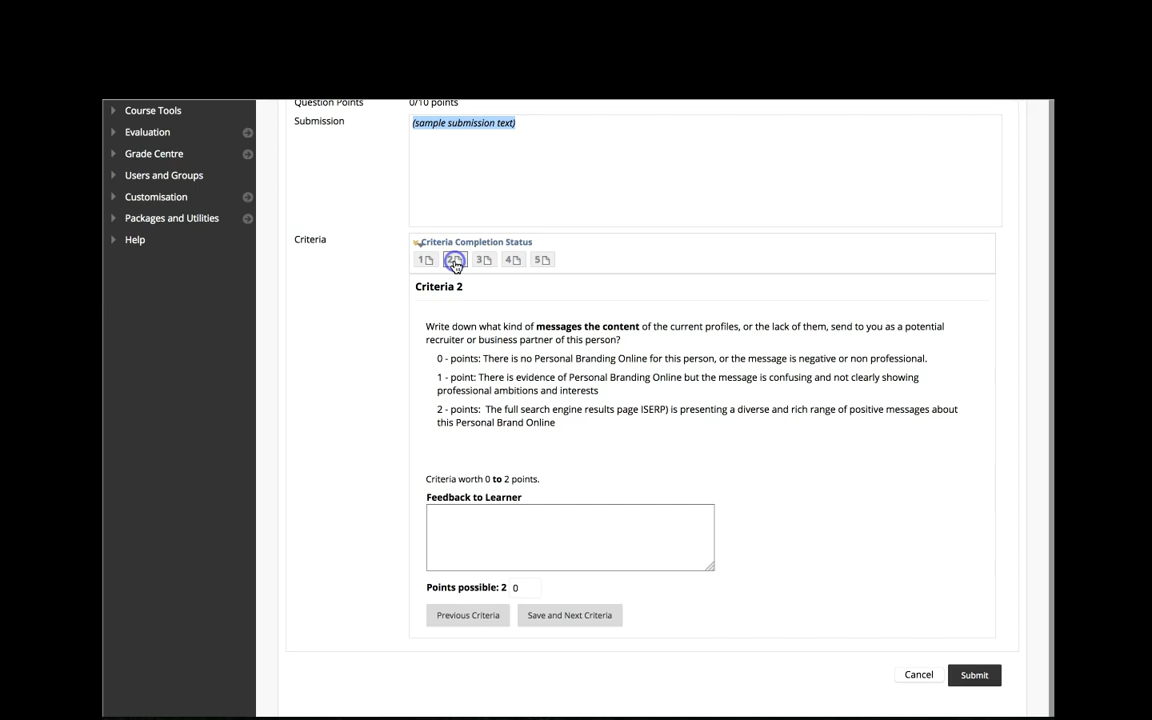 Course Tools
Evaluation
Grade Centre
Users and Groups
Customisation
Packages and Utilities
Help
Question Points 0/10 points
Submission (sample submission text)
Criteria
Criteria Completion Status
1 2 3 4 5
Criteria 2
Write down what kind of messages the content of the current profiles, or the lack of them, send to you as a potential
recruiter or business partner of this person?
0 - points: There is no Personal Branding Online for this person, or the message is negative or non professional.
1 - point: There is evidence of Personal Branding Online but the message is confusing and not clearly showing
professional ambitions and interests
2 - points: The full search engine results page ISERP) is presenting a diverse and rich range of positive messages about
this Personal Brand Online
Criteria worth 0 to 2 points.
Feedback to Learner
Points possible: 2 0
Previous Criteria Save and Next Criteria
Cancel Submit